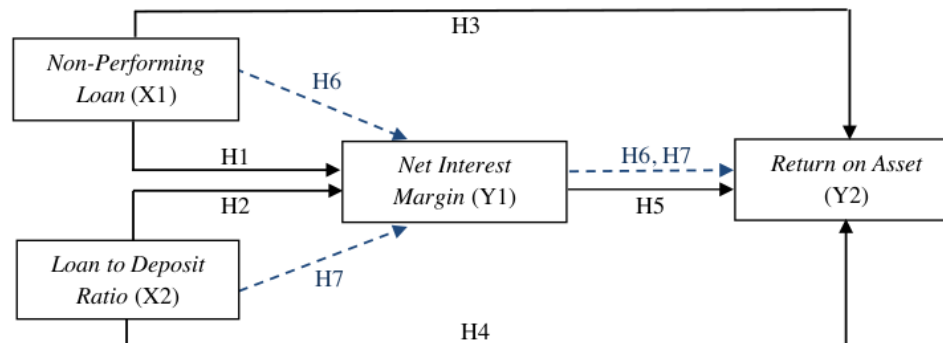 H3
Non-Performing
Loan (X1)
H6
H1
Net Interest
Margin (Y1)
H6, H7
H5
Return on Asset
(Y2)
H2
Loan to Deposit
Ratio (X2)
H7
H4